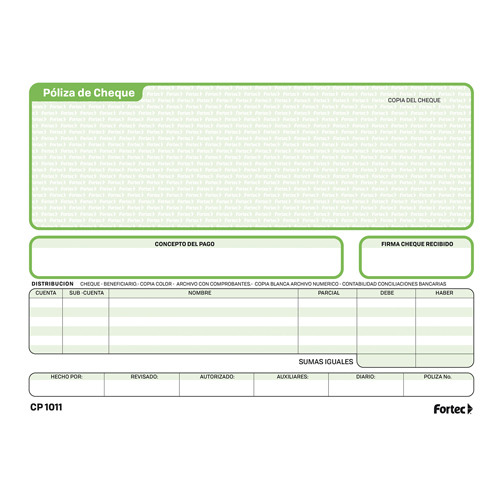 Póliza de Cheque
COPIA DEL CHEQUE
CONCEPTO DEL PAGO FIRMA CHEQUE RECIBIDO
DISTRIBUCION CHEQUE - BENEFICIARIO.- COPIA COLOR - ARCHIVO CON COMPROBANTES.- COPIA BLANCA ARCHIVO NUMERICO - CONTABILIDAD CONCILIACIONES BANCARIAS
CUENTA SUB -CUENTA NOMBRE PARCIAL DEBE HABER
SUMAS IGUALES
HECHO POR: REVISADO: AUTORIZADO: AUXILIARES: DIARIO: POLIZA No.
CP 1011 Fortec